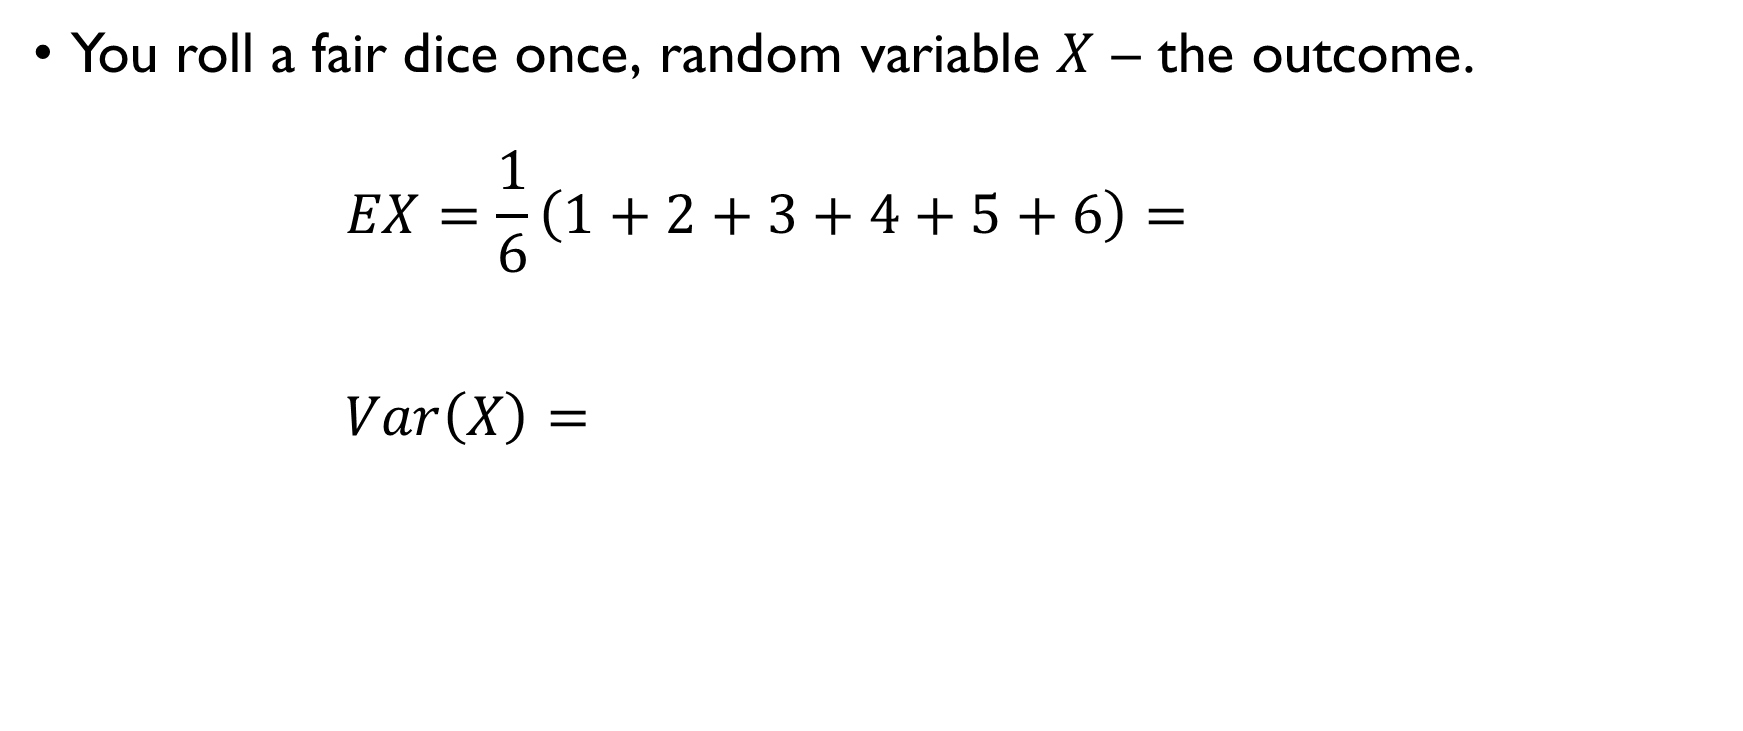 • You roll a fair dice once, random variable X – the outcome.
EX = 1/6 (1 + 2 + 3 + 4 + 5 + 6) =
Var(X) =